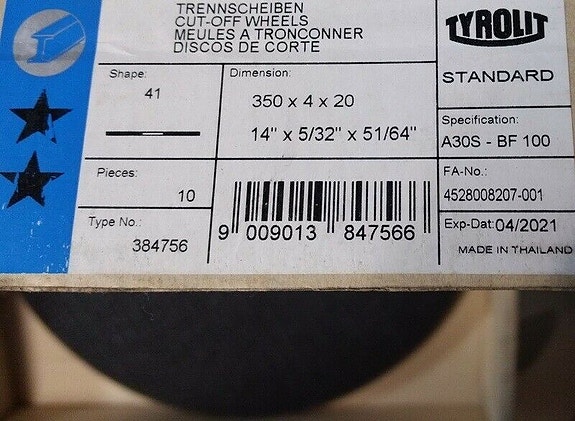 TRENNSCHEIBEN
CUT-OFF WHEELS
MEULES A TRONCONNER
DISCOS DE CORTE
TYROLIT
STANDARD
Shape:
41
Dimension:
350 x 4 x 20
14" x 5/32" x 51/64"
Specification:
A30S - BF 100
Pieces:
10
FA-No.:
4528008207-001
Type No.:
384756
9 009013 847566
Exp-Dat: 04/2021
MADE IN THAILAND